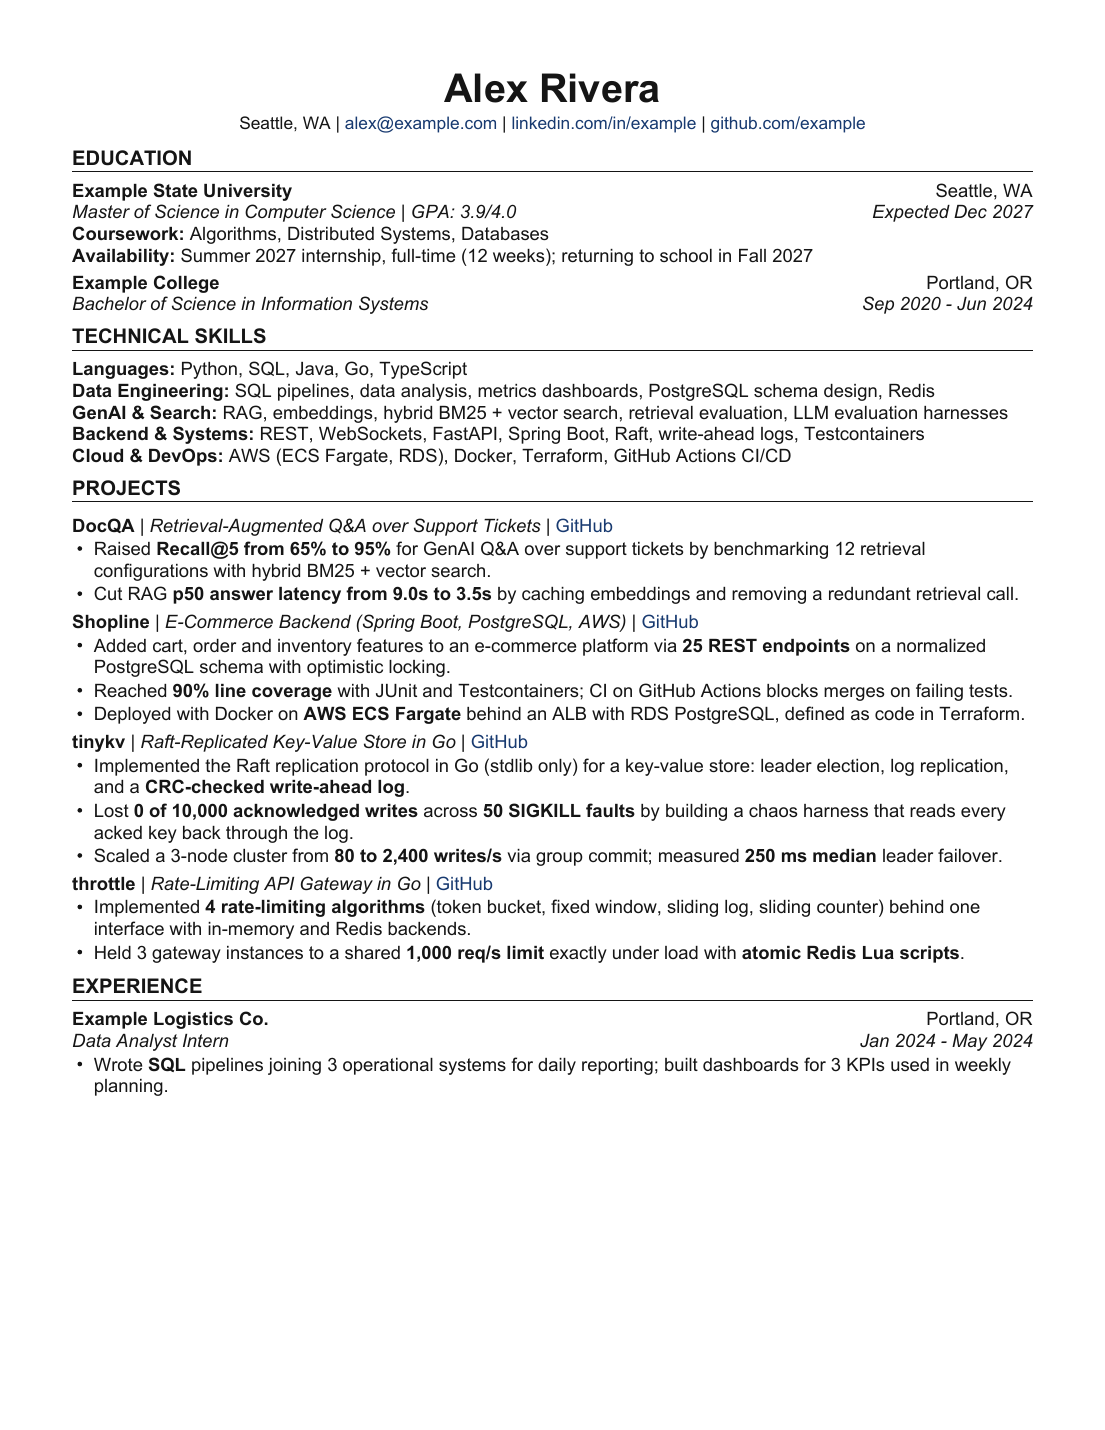 Alex Rivera
Seattle, WA | alex@example.com | linkedin.com/in/example | github.com/example
EDUCATION
Example State University Seattle, WA
Master of Science in Computer Science | GPA: 3.9/4.0 Expected Dec 2027
Coursework: Algorithms, Distributed Systems, Databases
Availability: Summer 2027 internship, full-time (12 weeks); returning to school in Fall 2027
Example College Portland, OR
Bachelor of Science in Information Systems Sep 2020 - Jun 2024
TECHNICAL SKILLS
Languages: Python, SQL, Java, Go, TypeScript
Data Engineering: SQL pipelines, data analysis, metrics dashboards, PostgreSQL schema design, Redis
GenAI & Search: RAG, embeddings, hybrid BM25 + vector search, retrieval evaluation, LLM evaluation harnesses
Backend & Systems: REST, WebSockets, FastAPI, Spring Boot, Raft, write-ahead logs, Testcontainers
Cloud & DevOps: AWS (ECS Fargate, RDS), Docker, Terraform, GitHub Actions CI/CD
PROJECTS
DocQA | Retrieval-Augmented Q&A over Support Tickets | GitHub
• Raised Recall@5 from 65% to 95% for GenAI Q&A over support tickets by benchmarking 12 retrieval
configurations with hybrid BM25 + vector search.
• Cut RAG p50 answer latency from 9.0s to 3.5s by caching embeddings and removing a redundant retrieval call.
Shopline | E-Commerce Backend (Spring Boot, PostgreSQL, AWS) | GitHub
• Added cart, order and inventory features to an e-commerce platform via 25 REST endpoints on a normalized
PostgreSQL schema with optimistic locking.
• Reached 90% line coverage with JUnit and Testcontainers; CI on GitHub Actions blocks merges on failing tests.
• Deployed with Docker on AWS ECS Fargate behind an ALB with RDS PostgreSQL, defined as code in Terraform.
tinykv | Raft-Replicated Key-Value Store in Go | GitHub
• Implemented the Raft replication protocol in Go (stdlib only) for a key-value store: leader election, log replication,
and a CRC-checked write-ahead log.
• Lost 0 of 10,000 acknowledged writes across 50 SIGKILL faults by building a chaos harness that reads every
acked key back through the log.
• Scaled a 3-node cluster from 80 to 2,400 writes/s via group commit; measured 250 ms median leader failover.
throttle | Rate-Limiting API Gateway in Go | GitHub
• Implemented 4 rate-limiting algorithms (token bucket, fixed window, sliding log, sliding counter) behind one
interface with in-memory and Redis backends.
• Held 3 gateway instances to a shared 1,000 req/s limit exactly under load with atomic Redis Lua scripts.
EXPERIENCE
Example Logistics Co. Portland, OR
Data Analyst Intern Jan 2024 - May 2024
• Wrote SQL pipelines joining 3 operational systems for daily reporting; built dashboards for 3 KPIs used in weekly
planning.